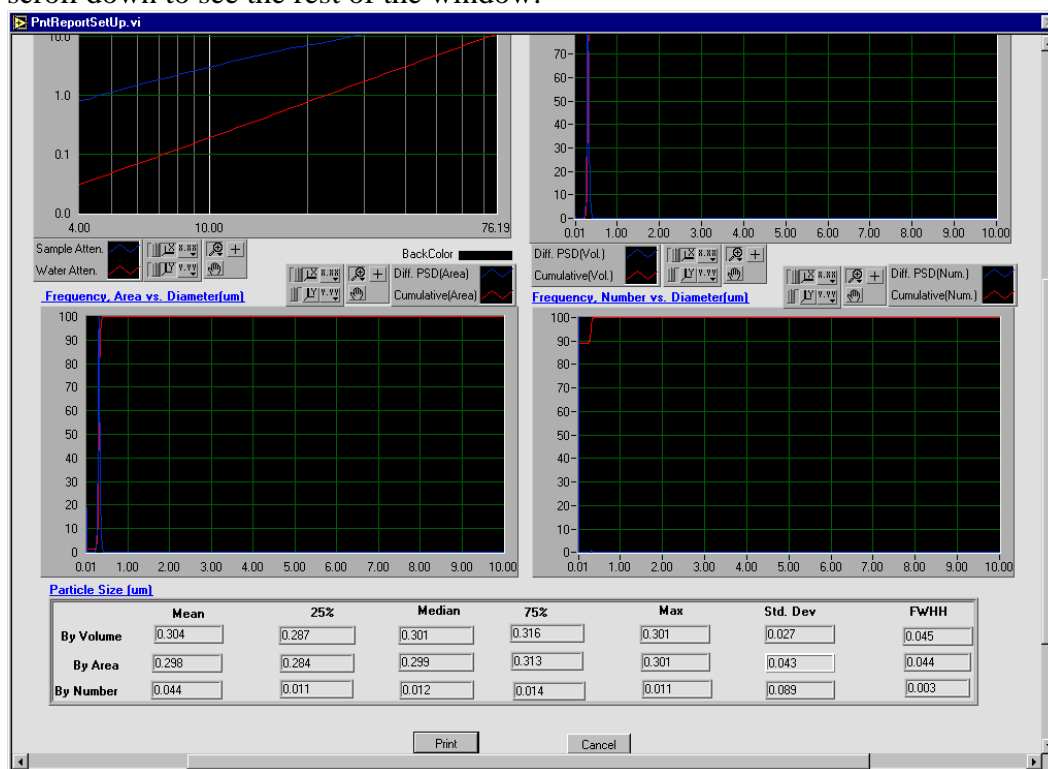 scroll down to see the rest of the window.
PntReportSetUp.vi
10.0
1.0
0.1
0.0
4.00 10.00 76.19
Sample Atten.
Water Atten.
X.XX
Y.YY
BackColor
70-
60-
50-
40-
30-
20-
10-
0-
0.01 1.00 2.00 3.00 4.00 5.00 6.00 7.00 8.00 9.00 10.00
Diff. PSD(Vol.)
Cumulative(Vol.)
X.XX
Y.YY
X.XX
Y.YY
Diff. PSD(Area)
Cumulative(Area)
X.XX
Y.YY
Diff. PSD(Num.)
Cumulative(Num.)
Frequency, Area vs. Diameter(um)
100
90
80
70
60
50
40
30
20
10
0
0.01 1.00 2.00 3.00 4.00 5.00 6.00 7.00 8.00 9.00 10.00
Frequency, Number vs. Diameter(um)
100-
90-
80-
70-
60-
50-
40-
30-
20-
10-
0-
0.01 1.00 2.00 3.00 4.00 5.00 6.00 7.00 8.00 9.00 10.00
Particle Size (um)
Mean 25% Median 75% Max Std. Dev FWHH
By Volume 0.304 0.287 0.301 0.316 0.301 0.027 0.045
By Area 0.298 0.284 0.299 0.313 0.301 0.043 0.044
By Number 0.044 0.011 0.012 0.014 0.011 0.089 0.003
Print Cancel